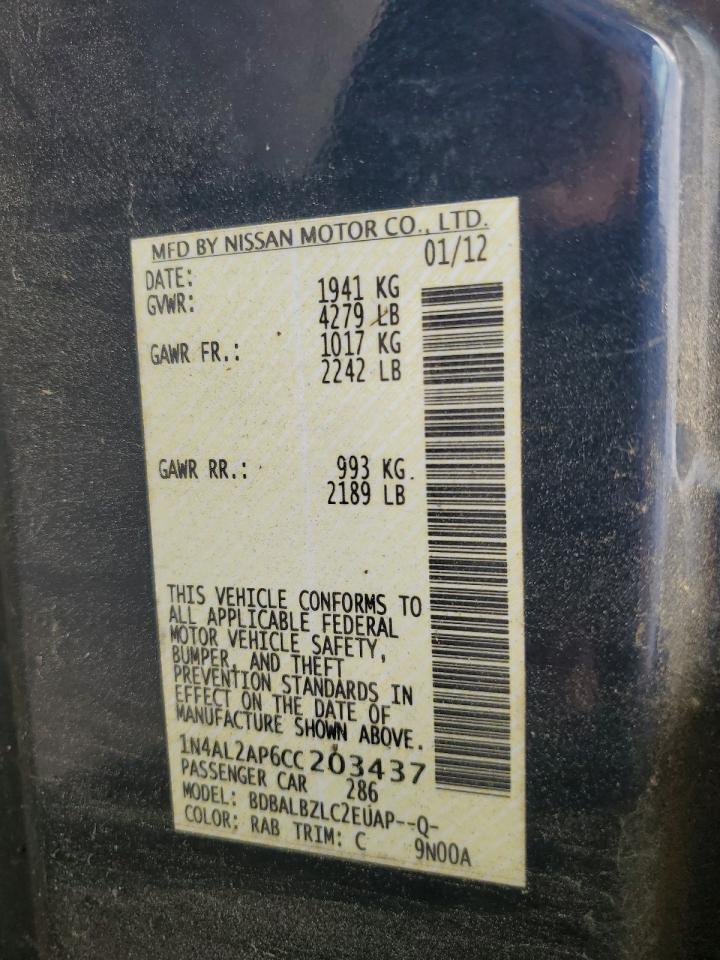 MFD BY NISSAN MOTOR CO., LTD.
DATE: 01/12
GVWR: 1941 KG
4279 LB
GAWR FR.: 1017 KG
2242 LB
GAWR RR.: 993 KG
2189 LB
THIS VEHICLE CONFORMS TO
ALL APPLICABLE FEDERAL
MOTOR VEHICLE SAFETY,
BUMPER, AND THEFT
PREVENTION STANDARDS IN
EFFECT ON THE DATE OF
MANUFACTURE SHOWN ABOVE.
1N4AL2AP6CC203437
PASSENGER CAR 286
MODEL: BDBALBZLC2EUAP--Q-
COLOR: RAB TRIM: C 9N00A